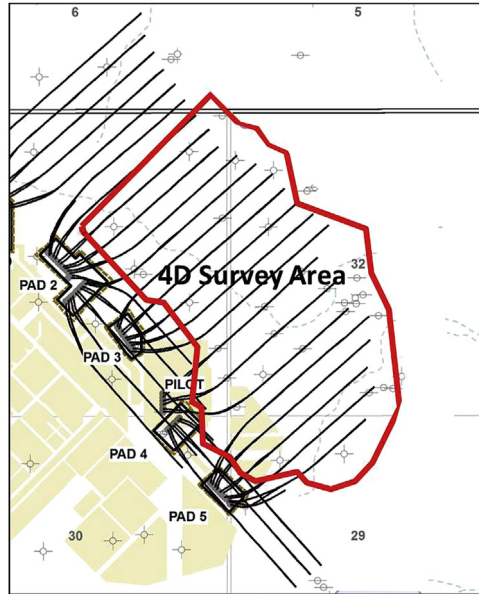 6
5
4D Survey Area
32
PAD 2
PAD 3
PILOT
PAD 4
PAD 5
30
29